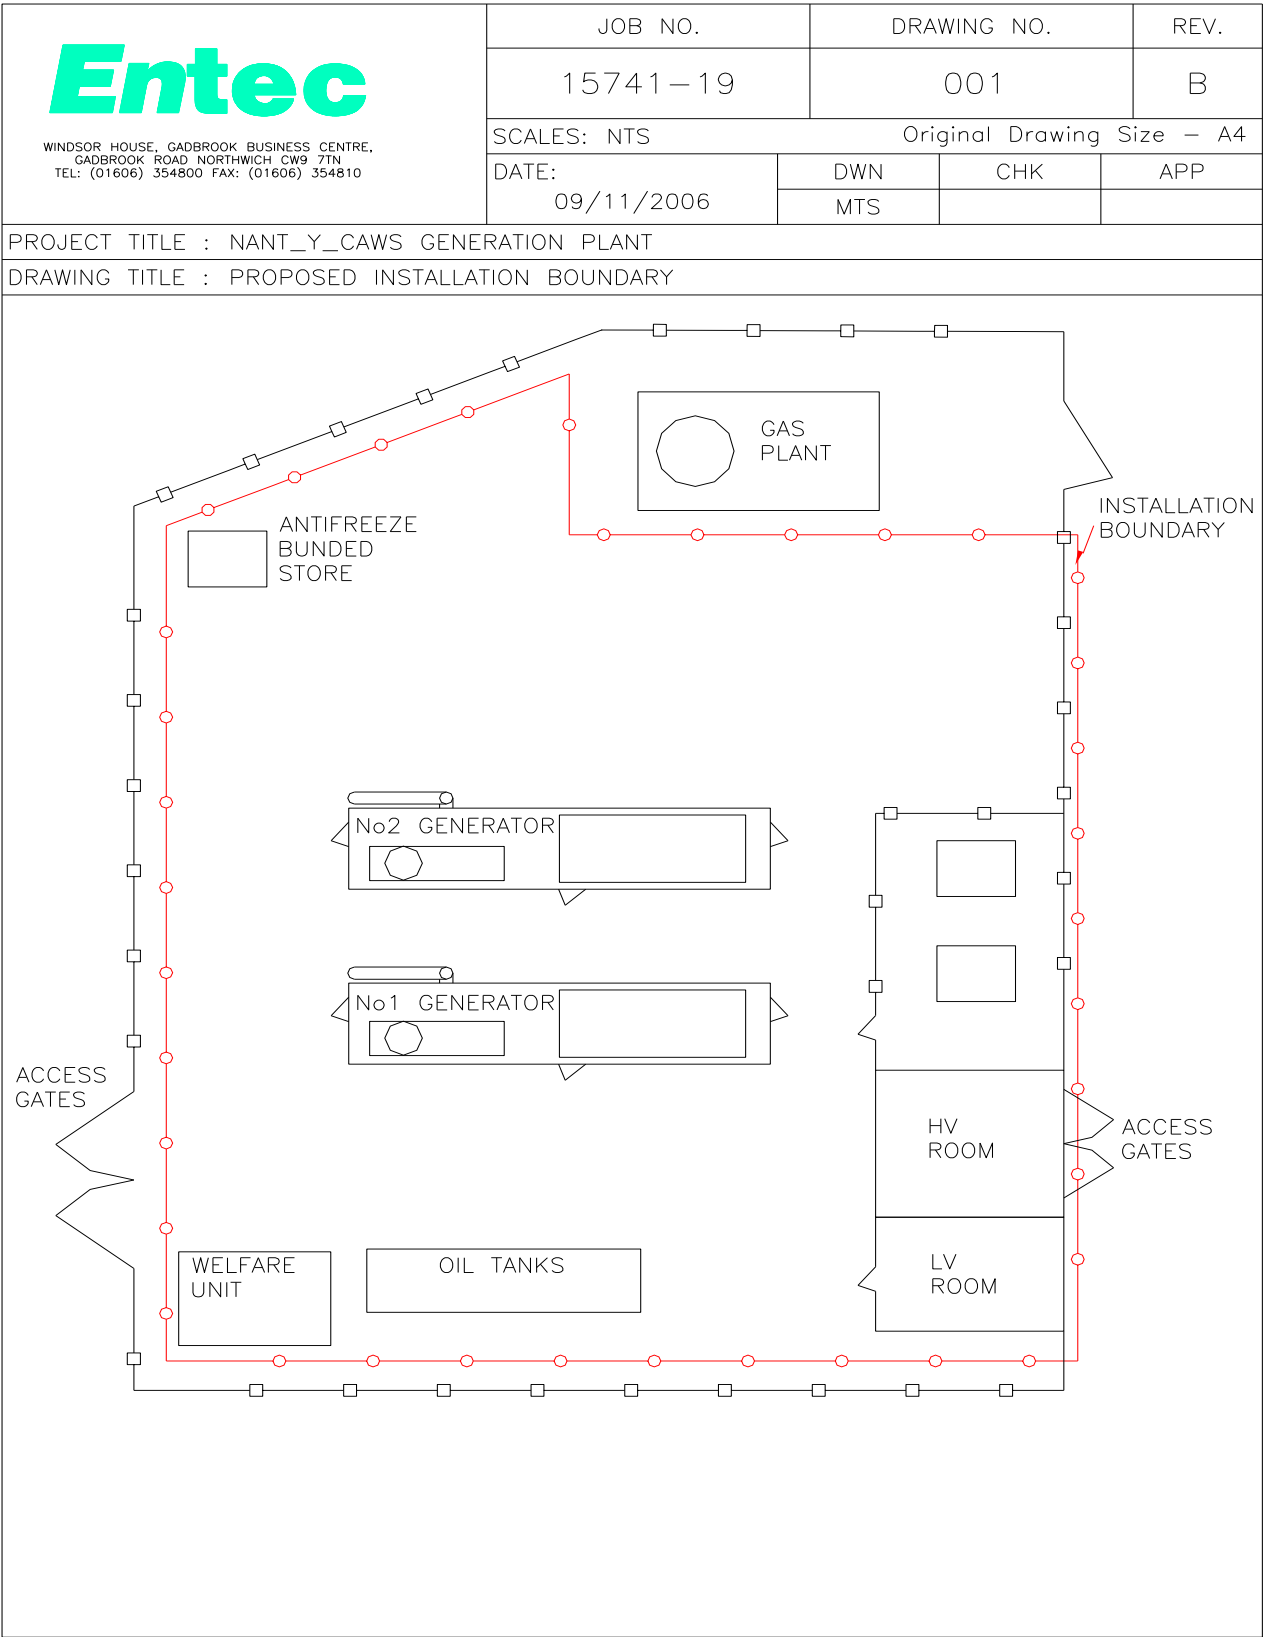 Entec
WINDSOR HOUSE, GADBROOK BUSINESS CENTRE,
GADBROOK ROAD NORTHWICH CW9 7TN
TEL: (01606) 354800 FAX: (01606) 354810
JOB NO.
DRAWING NO.
REV.
15741-19
001
B
SCALES: NTS
Original Drawing Size - A4
DATE:
09/11/2006
DWN
CHK
APP
MTS
PROJECT TITLE : NANT_Y_CAWS GENERATION PLANT
DRAWING TITLE : PROPOSED INSTALLATION BOUNDARY
GAS
PLANT
INSTALLATION
BOUNDARY
ANTIFREEZE
BUNDED
STORE
No2 GENERATOR
No1 GENERATOR
ACCESS
GATES
HV
ROOM
ACCESS
GATES
WELFARE
UNIT
OIL TANKS
LV
ROOM